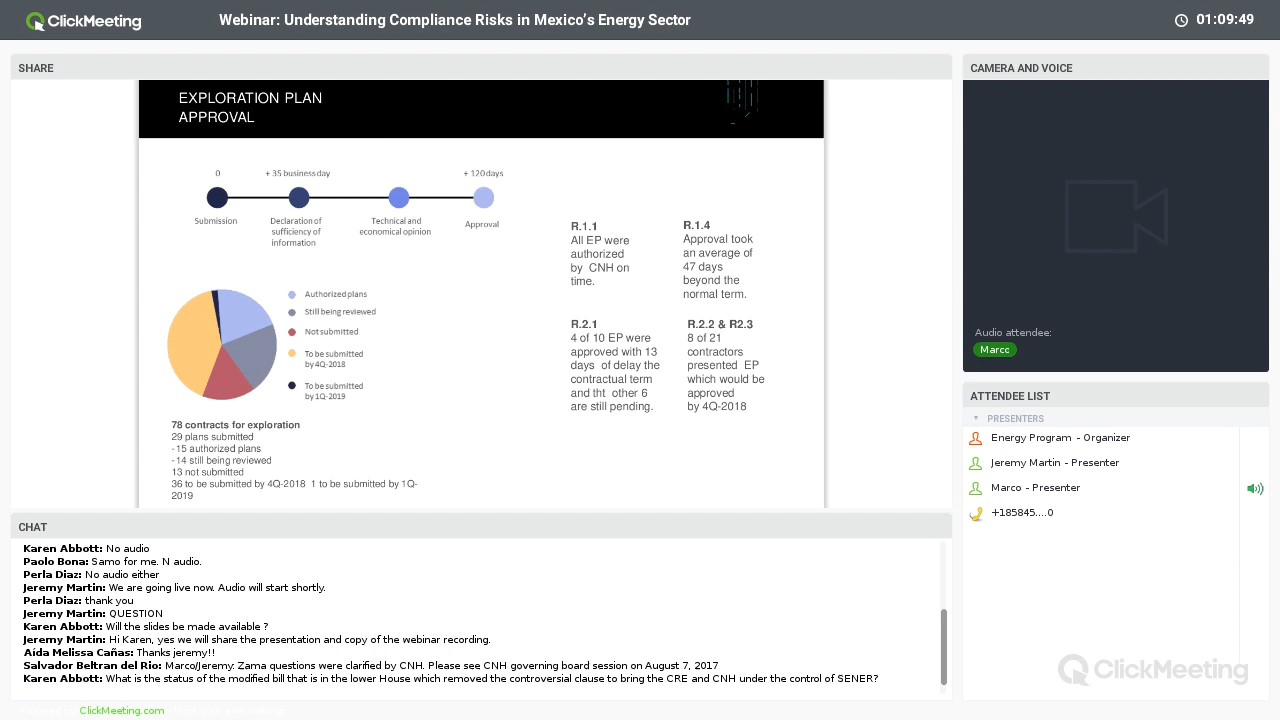 ClickMeeting
Webinar: Understanding Compliance Risks in Mexico's Energy Sector
01:09:49
SHARE
EXPLORATION PLAN
APPROVAL
0
+ 35 business day
+ 120 days
Submission
Declaration of
sufficiency of
information
Technical and
economical opinion
Approval
R.1.1
All EP were
authorized
by CNH on
time.
R.1.4
Approval took
an average of
47 days
beyond the
normal term.
Authorized plans
Still being reviewed
Not submitted
To be submitted
by 4Q-2018
To be submitted
by 1Q-2019
R.2.1
4 of 10 EP were
approved with 13
days of delay the
contractual term
and tht other 6
are still pending.
R.2.2 & R2.3
8 of 21
contractors
presented EP
which would be
approved
by 4Q-2018
78 contracts for exploration
29 plans submitted
-15 authorized plans
-14 still being reviewed
13 not submitted
36 to be submitted by 4Q-2018 1 to be submitted by 1Q-
2019
CAMERA AND VOICE
Audio attendee:
Marcc
ATTENDEE LIST
PRESENTERS
Energy Program - Organizer
Jeremy Martin - Presenter
Marco - Presenter
+185845....0
CHAT
Karen Abbott: No audio
Paolo Bona: Samo for me. N audio.
Perla Diaz: No audio either
Jeremy Martin: We are going live now. Audio will start shortly.
Perla Diaz: thank you
Jeremy Martin: QUESTION
Karen Abbott: Will the slides be made available ?
Jeremy Martin: Hi Karen, yes we will share the presentation and copy of the webinar recording.
Aída Melissa Cañas: Thanks jeremy!!
Salvador Beltran del Rio: Marco/Jeremy: Zama questions were clarified by CNH. Please see CNH governing board session on August 7, 2017
Karen Abbott: What is the status of the modified bill that is in the lower House which removed the controversial clause to bring the CRE and CNH under the control of SENER?
ClickMeeting
ClickMeeting.com